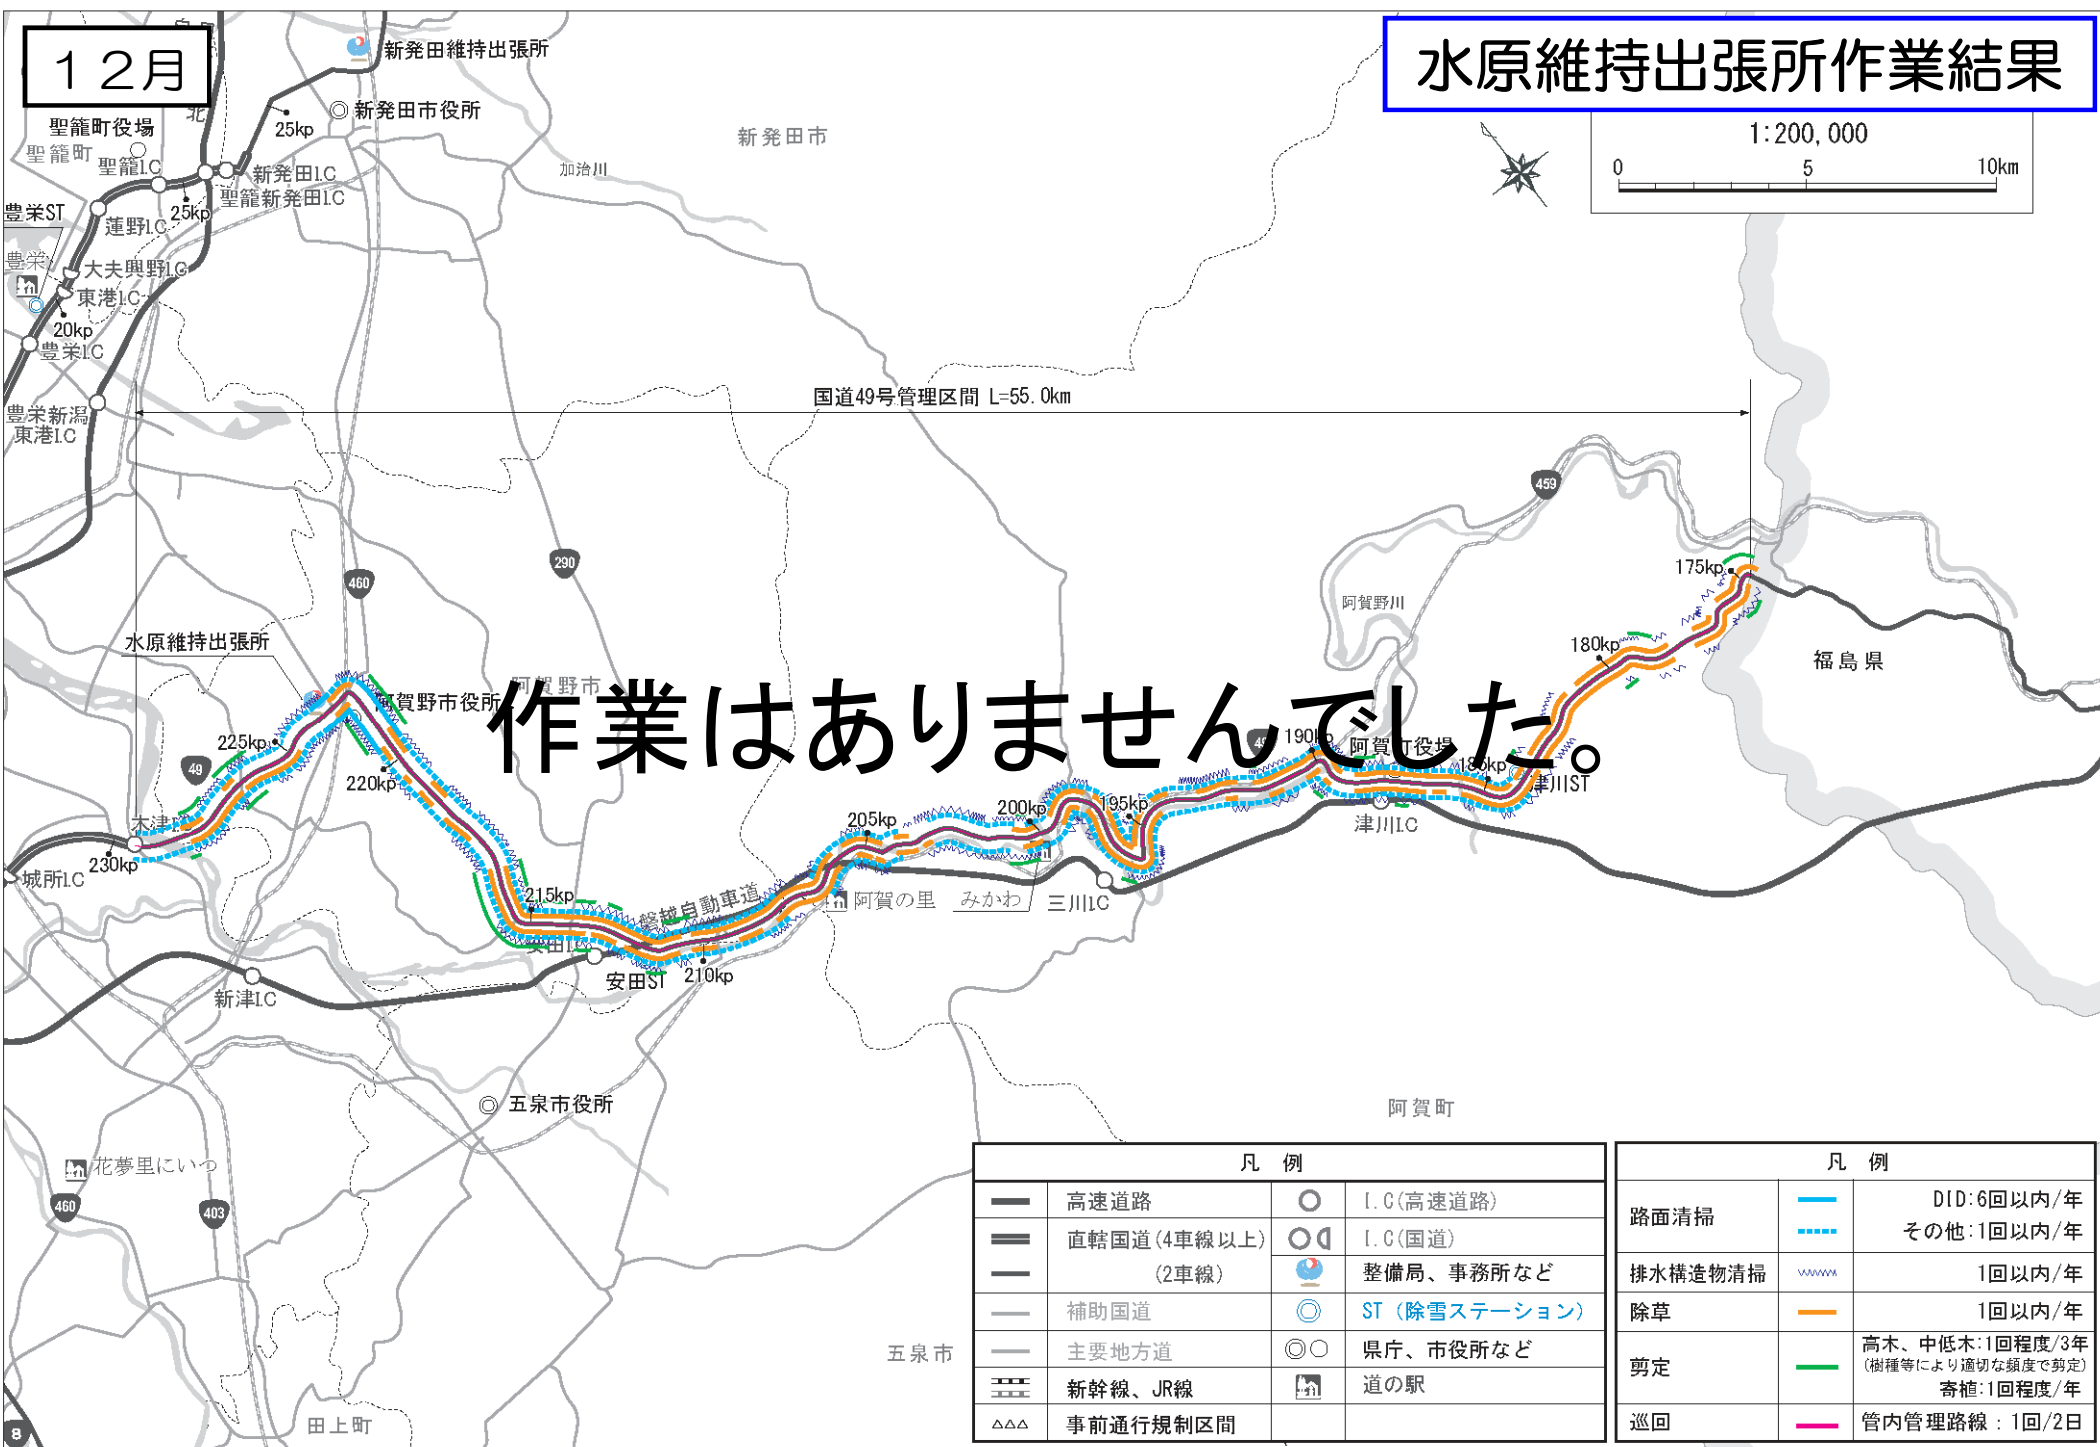 １２月
水原維持出張所作業結果
1:200,000
0 5 10km
新発田維持出張所
新発田市役所
25kp
聖籠町役場
聖籠町
聖籠I.C
新発田I.C
聖籠新発田I.C
25kp
豊栄ST
蓮野I.C
豊栄
大夫興野I.C
東港I.C
20kp
豊栄I.C
豊栄新潟
東港I.C
新発田市
加治川
国道49号管理区間 L=55.0km
459
290
460
175kp
阿賀野川
180kp
福島県
水原維持出張所
阿賀野市
阿賀野市役所
作業はありませんでした。
225kp
49
220kp
190kp
阿賀町役場
185kp
津川ST
木津I.C
230kp
城所I.C
205kp
200kp
195kp
津川I.C
215kp
磐越自動車道
阿賀の里
みかわ
三川I.C
安田I.C
安田ST
210kp
新津I.C
五泉市役所
阿賀町
花夢里にいつ
460
403
五泉市
田上町
8
凡 例
高速道路
I.C(高速道路)
直轄国道(4車線以上)
I.C(国道)
(2車線)
整備局、事務所など
補助国道
ST (除雪ステーション)
主要地方道
県庁、市役所など
新幹線、JR線
道の駅
事前通行規制区間
凡 例
路面清掃
DID:6回以内/年
その他:1回以内/年
排水構造物清掃
1回以内/年
除草
1回以内/年
剪定
高木、中低木:1回程度/3年
(樹種等により適切な頻度で剪定)
寄植:1回程度/年
巡回
管内管理路線：1回/2日